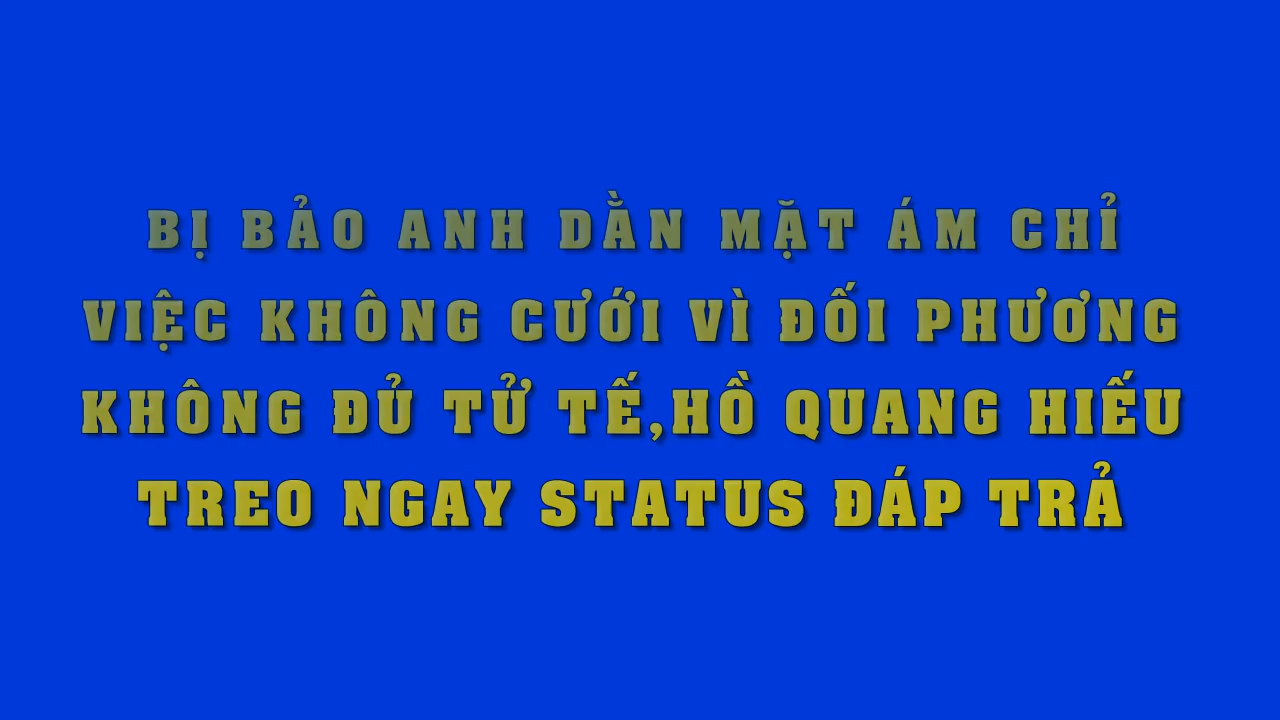 BỊ BẢO ANH DẰN MẶT ÁM CHỈ
VIỆC KHÔNG CƯỚI VÌ ĐỐI PHƯƠNG
KHÔNG ĐỦ TỬ TẾ,HỒ QUANG HIẾU
TREO NGAY STATUS ĐÁP TRẢ